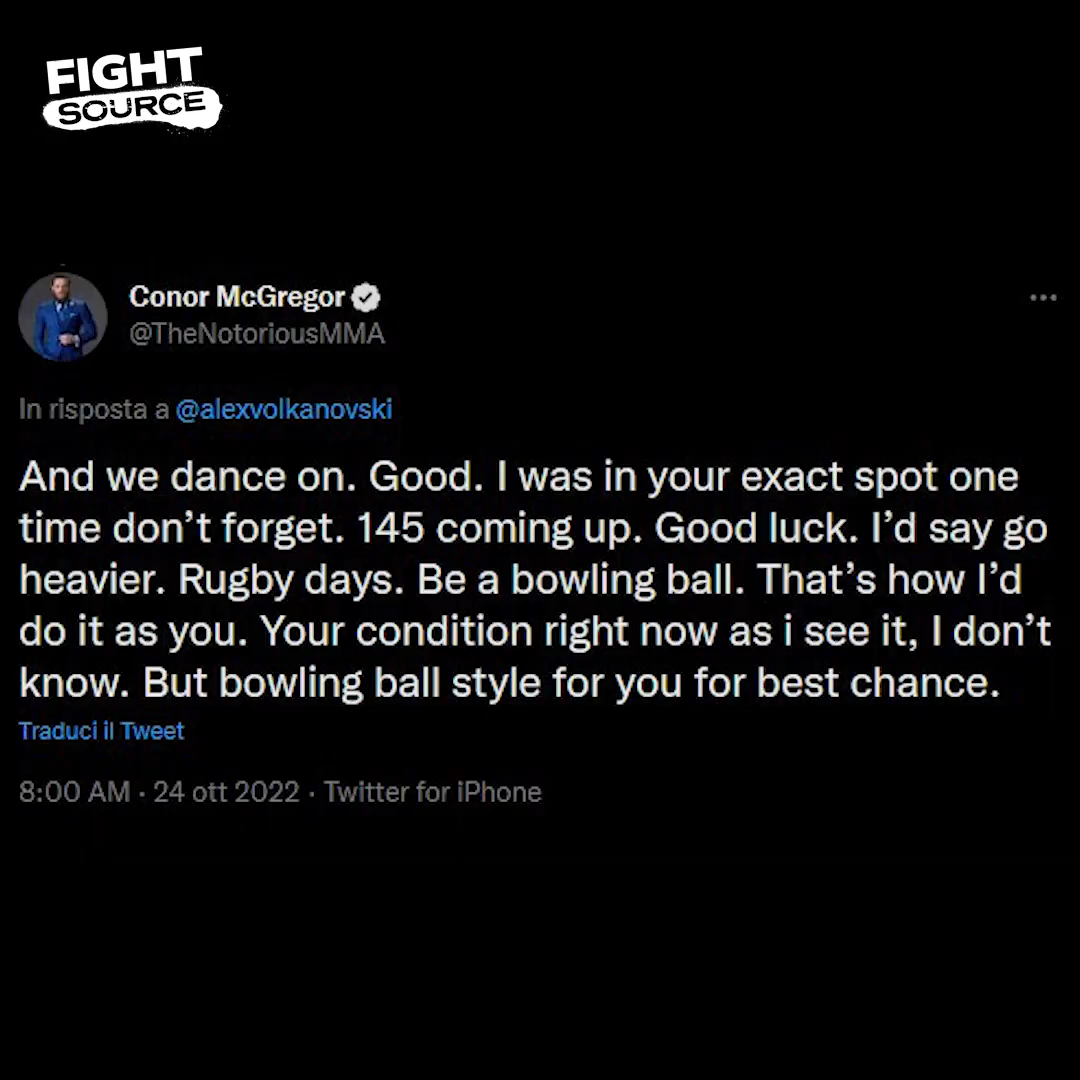 FIGHT
SOURCE
Conor McGregor
@TheNotoriousMMA
In risposta a @alexvolkanovski
And we dance on. Good. I was in your exact spot one
time don’t forget. 145 coming up. Good luck. I’d say go
heavier. Rugby days. Be a bowling ball. That’s how I’d
do it as you. Your condition right now as i see it, I don’t
know. But bowling ball style for you for best chance.
Traduci il Tweet
8:00 AM · 24 ott 2022 · Twitter for iPhone